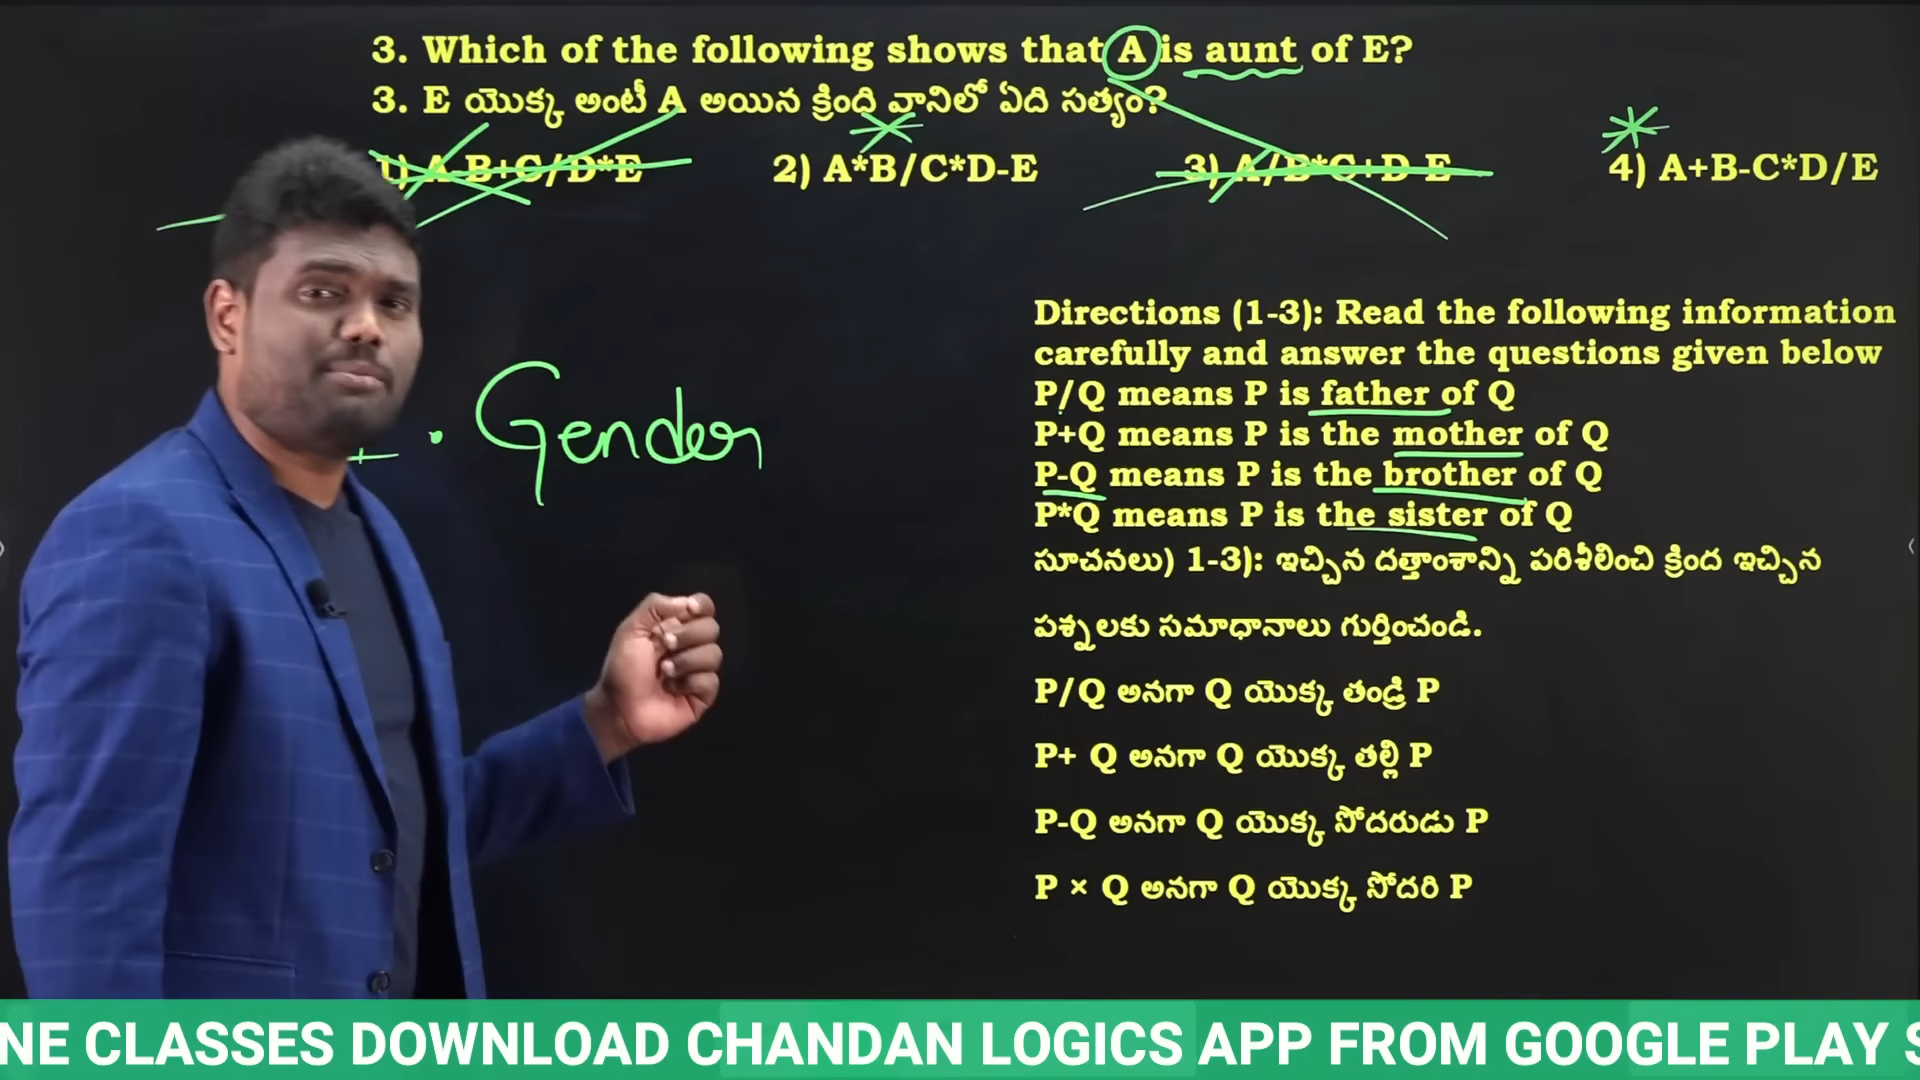 3. Which of the following shows that A is aunt of E?
3. E యొక్క అంటీ A అయిన క్రింది వానిలో ఏది సత్యం?
1) A-B+C/D*E 2) A*B/C*D-E 3) A/B*C+D-E 4) A+B-C*D/E
Directions (1-3): Read the following information
carefully and answer the questions given below
P/Q means P is father of Q
P+Q means P is the mother of Q
P-Q means P is the brother of Q
P*Q means P is the sister of Q
సూచనలు) 1-3): ఇచ్చిన దత్తాంశాన్ని పరిశీలించి క్రింద ఇచ్చిన
పశ్నలకు సమాధానాలు గుర్తించండి.
P/Q అనగా Q యొక్క తండ్రి P
P+ Q అనగా Q యొక్క తల్లి P
P-Q అనగా Q యొక్క సోదరుడు P
P × Q అనగా Q యొక్క సోదరి P
Gender
NE CLASSES DOWNLOAD CHANDAN LOGICS APP FROM GOOGLE PLAY S